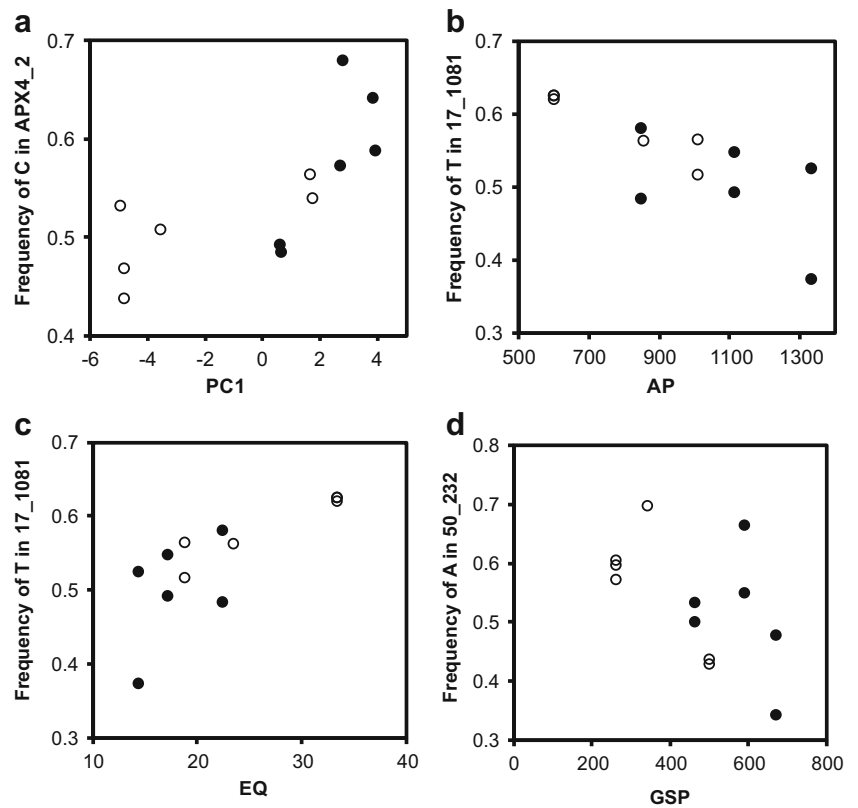 a
0.7
0.6
0.5
0.4
Frequency of C in APX4_2
-6 -4 -2 0 2 4
PC1
b
0.7
0.6
0.5
0.4
0.3
Frequency of T in 17_1081
500 700 900 1100 1300
AP
c
0.7
0.6
0.5
0.4
0.3
Frequency of T in 17_1081
10 20 30 40
EQ
d
0.8
0.7
0.6
0.5
0.4
0.3
Frequency of A in 50_232
0 200 400 600 800
GSP